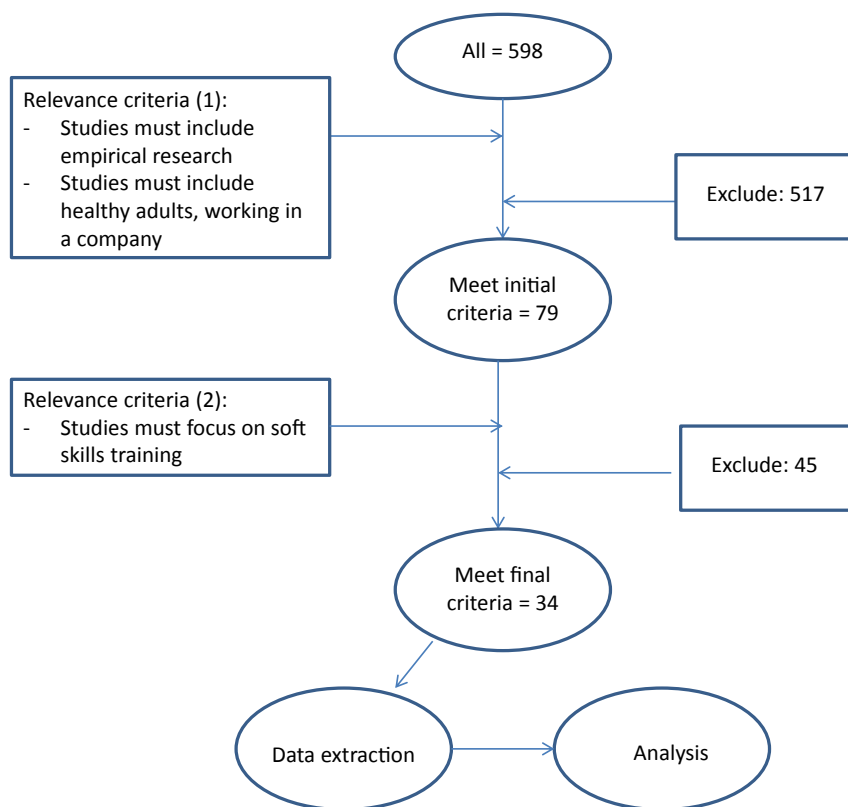 All = 598
Relevance criteria (1):
- Studies must include
empirical research
- Studies must include
healthy adults, working in
a company
Exclude: 517
Meet initial
criteria = 79
Relevance criteria (2):
- Studies must focus on soft
skills training
Exclude: 45
Meet final
criteria = 34
Data extraction
Analysis